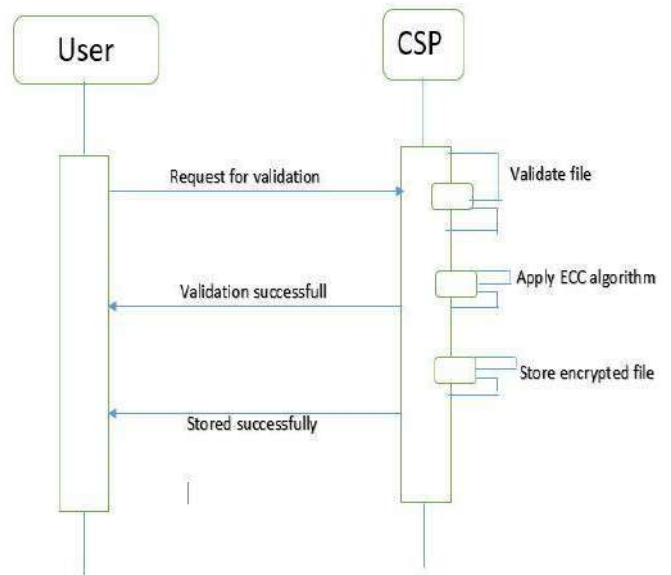 User
CSP
Request for validation
Validate file
Validation successfull
Apply ECC algorithm
Store encrypted file
Stored successfully